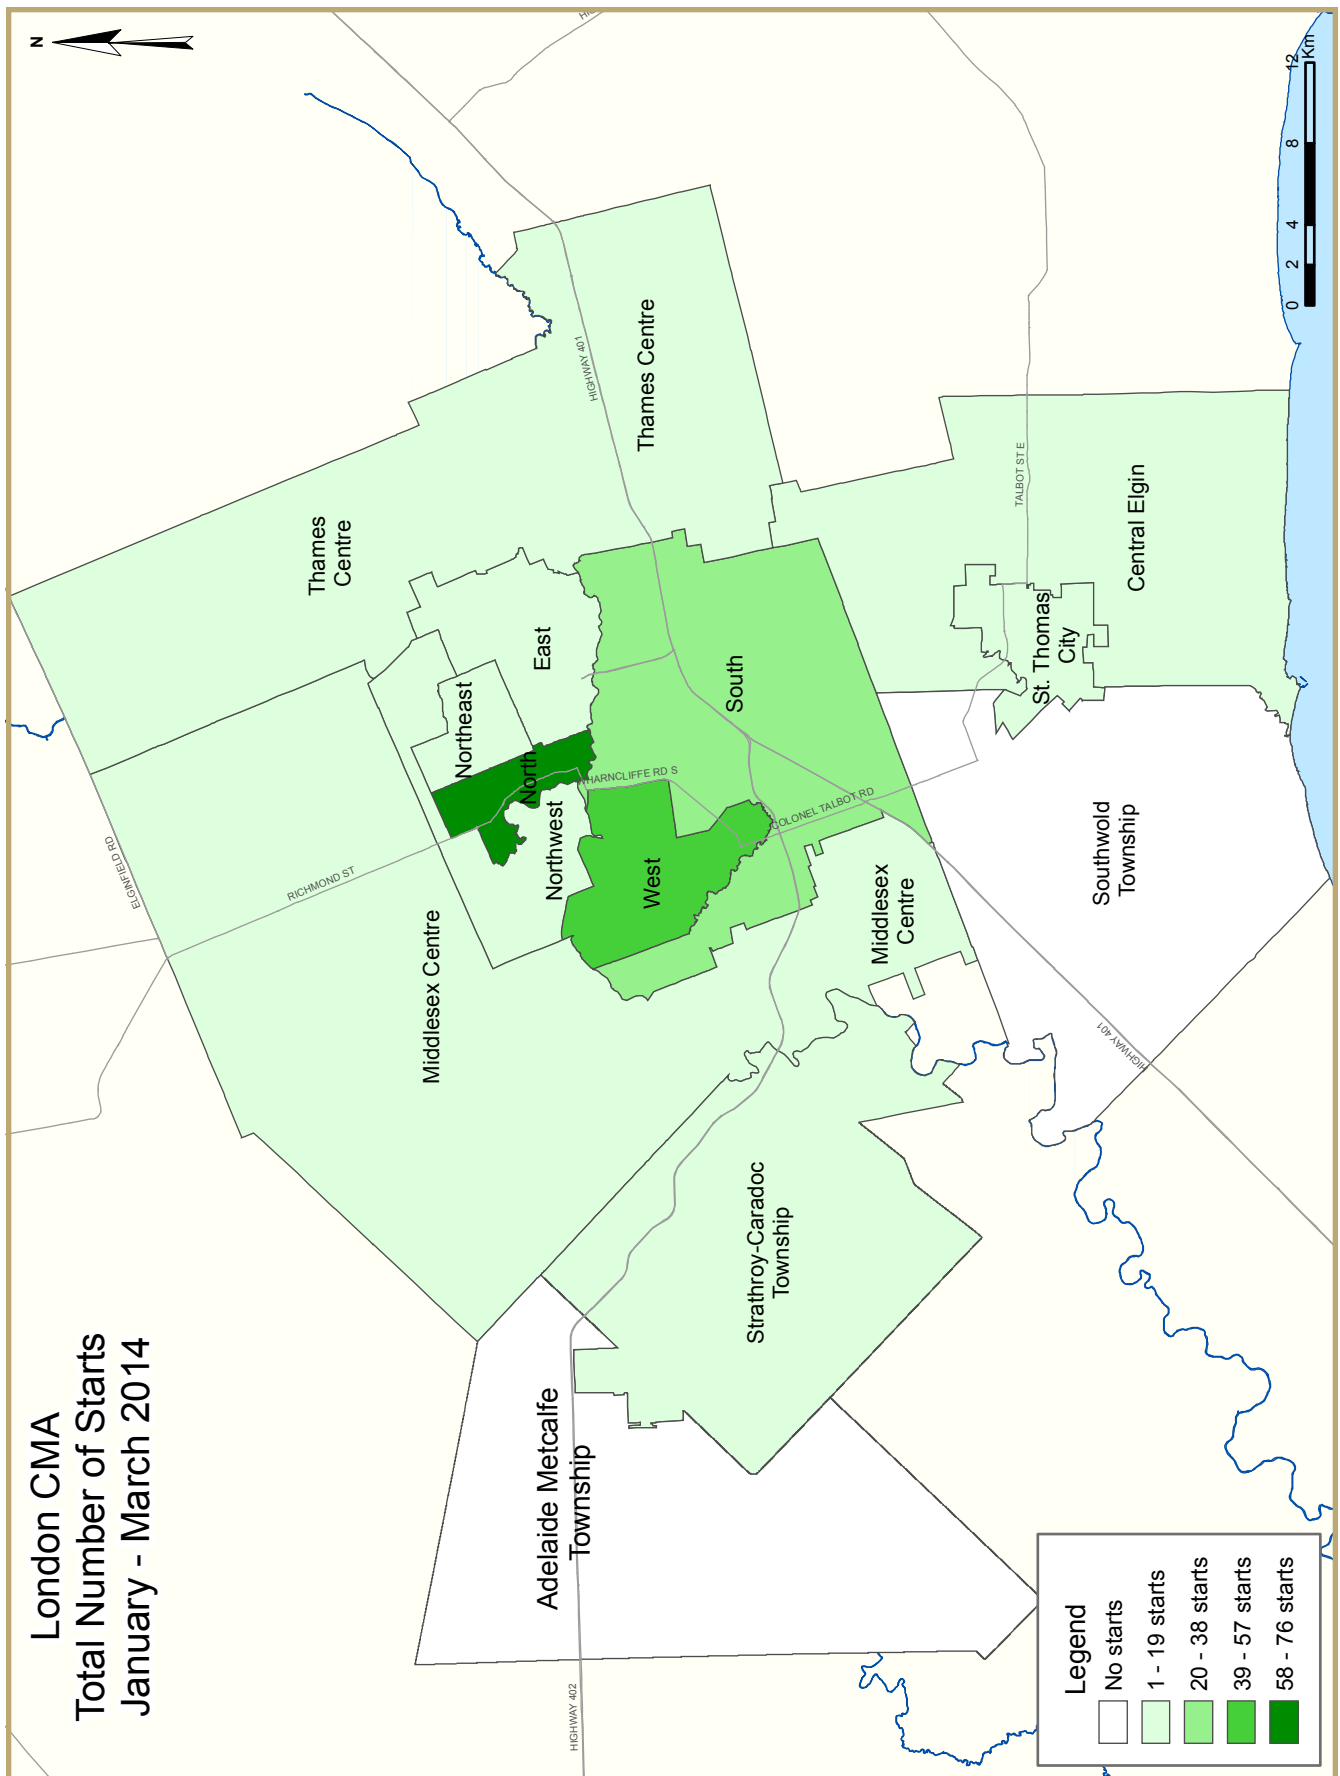 London CMA
Total Number of Starts
January - March 2014
N
HIGHWAY 402
Adelaide Metcalfe
Township
Strathroy-Caradoc
Township
Middlesex Centre
ELGINFIELD RD
RICHMOND ST
Thames
Centre
Northeast
North
East
Northwest
WHARNCLIFFE RD S
West
South
COLONEL TALBOT RD
HIGHWAY 401
Thames Centre
Middlesex
Centre
Southwold
Township
HIGHWAY 401
St. Thomas
City
TALBOT ST E
Central Elgin
Legend
No starts
1 - 19 starts
20 - 38 starts
39 - 57 starts
58 - 76 starts
0 2 4 8 12
Km